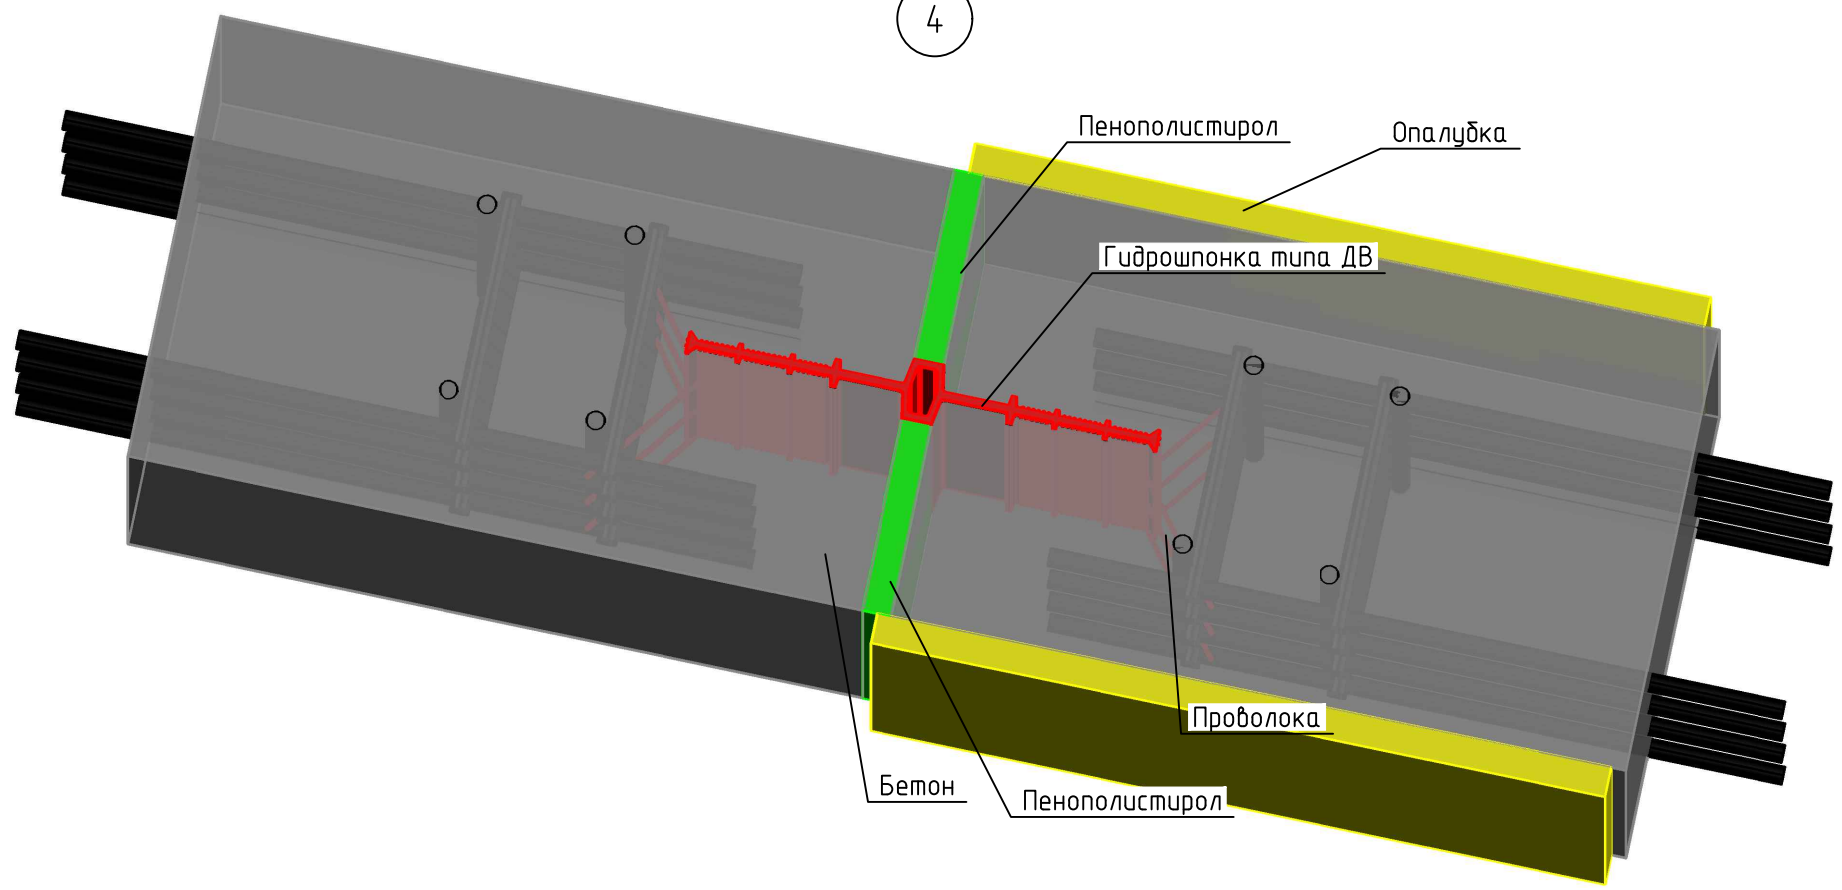 4
Пенополистирол
Опалубка
Гидрошпонка типа ДВ
Проволока
Бетон
Пенополистирол